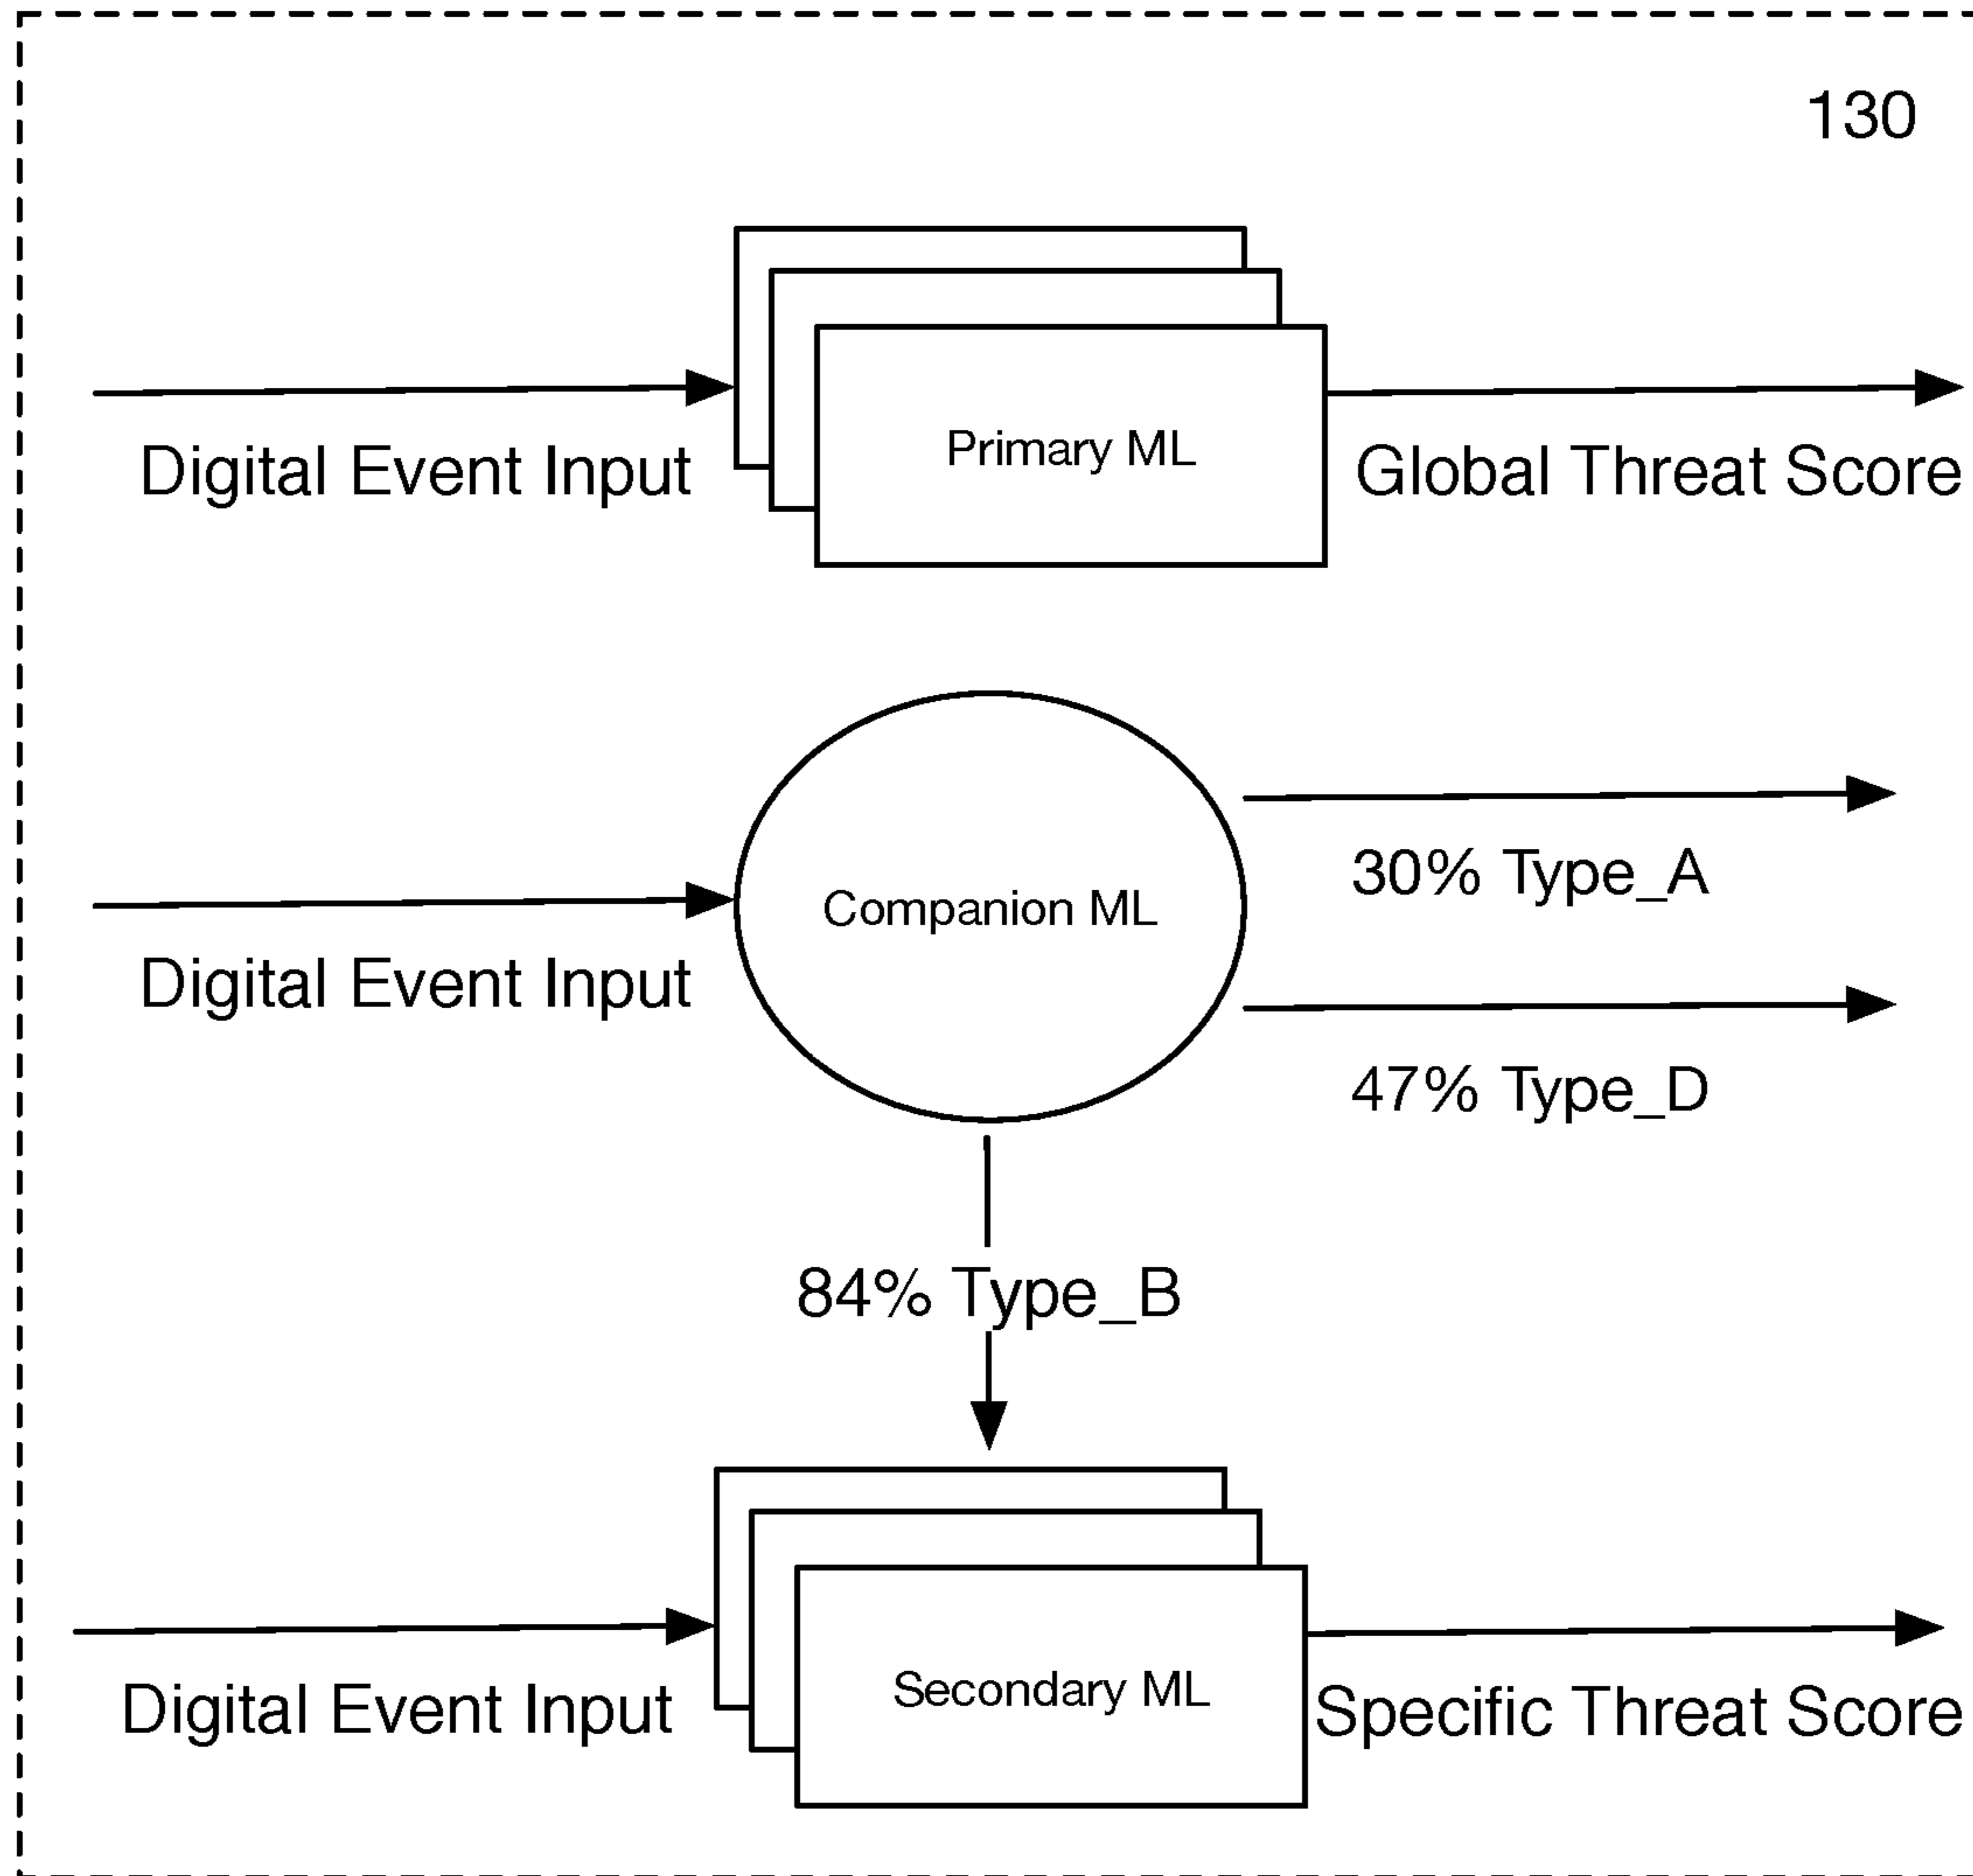 130
Digital Event Input
Primary ML
Global Threat Score
Digital Event Input
Companion ML
30% Type_A
47% Type_D
84% Type_B
Digital Event Input
Secondary ML
Specific Threat Score